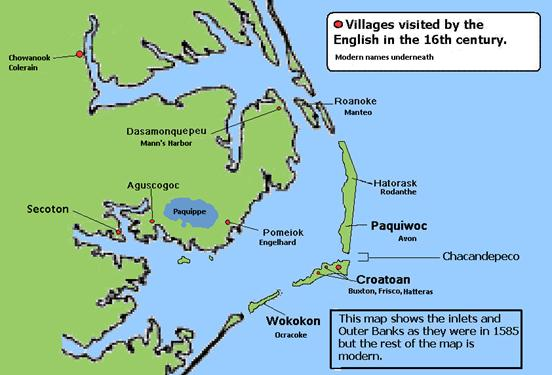 Villages visited by the
English in the 16th century.
Modern names underneath
Chowanook
Colerain
Roanoke
Manteo
Dasamonquepeu
Mann's Harbor
Hatorask
Rodanthe
Aguscogoc
Secoton
Paquippe
Pomeiok
Engelhard
Paquiwoc
Avon
Chacandepeco
Croatoan
Buxton, Frisco, Hatteras
Wokokon
Ocracoke
This map shows the inlets and
Outer Banks as they were in 1585
but the rest of the map is
modern.